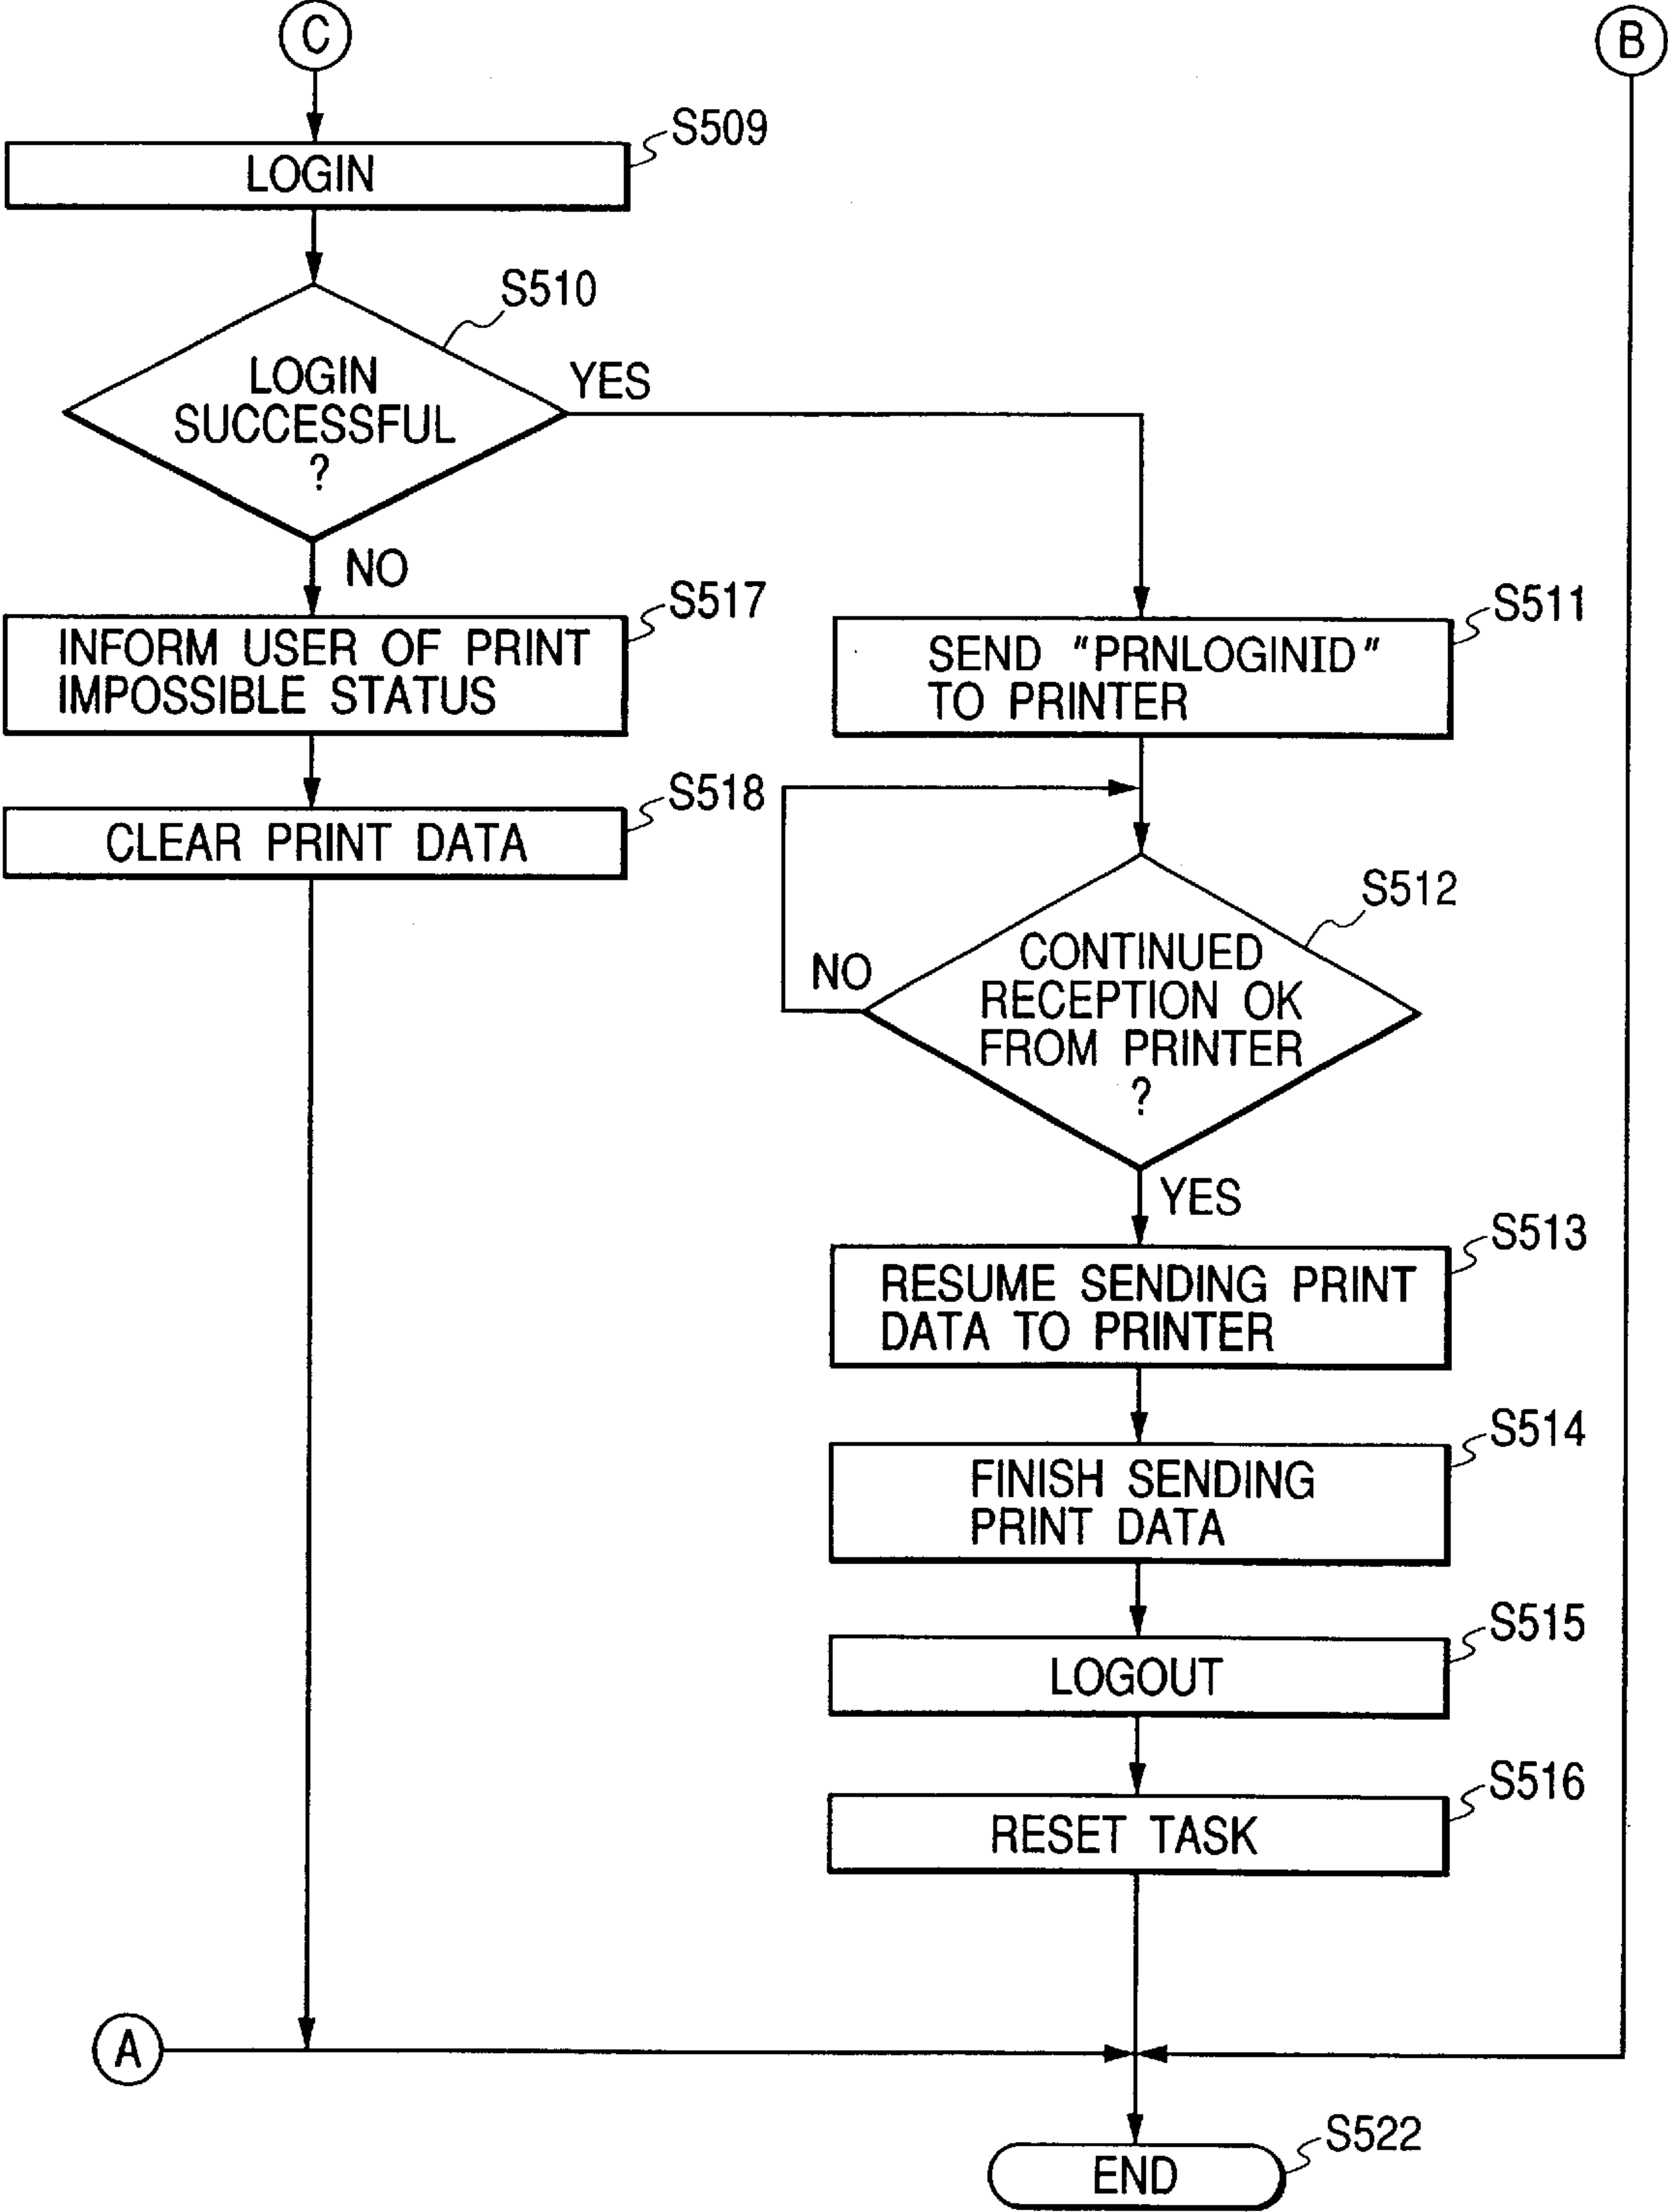 C
B
S509
LOGIN
S510
LOGIN
SUCCESSFUL
?
YES
NO
S517
INFORM USER OF PRINT
IMPOSSIBLE STATUS
S518
CLEAR PRINT DATA
S511
SEND "PRNLOGINID"
TO PRINTER
S512
CONTINUED
RECEPTION OK
FROM PRINTER
?
NO
YES
S513
RESUME SENDING PRINT
DATA TO PRINTER
S514
FINISH SENDING
PRINT DATA
S515
LOGOUT
S516
RESET TASK
A
S522
END